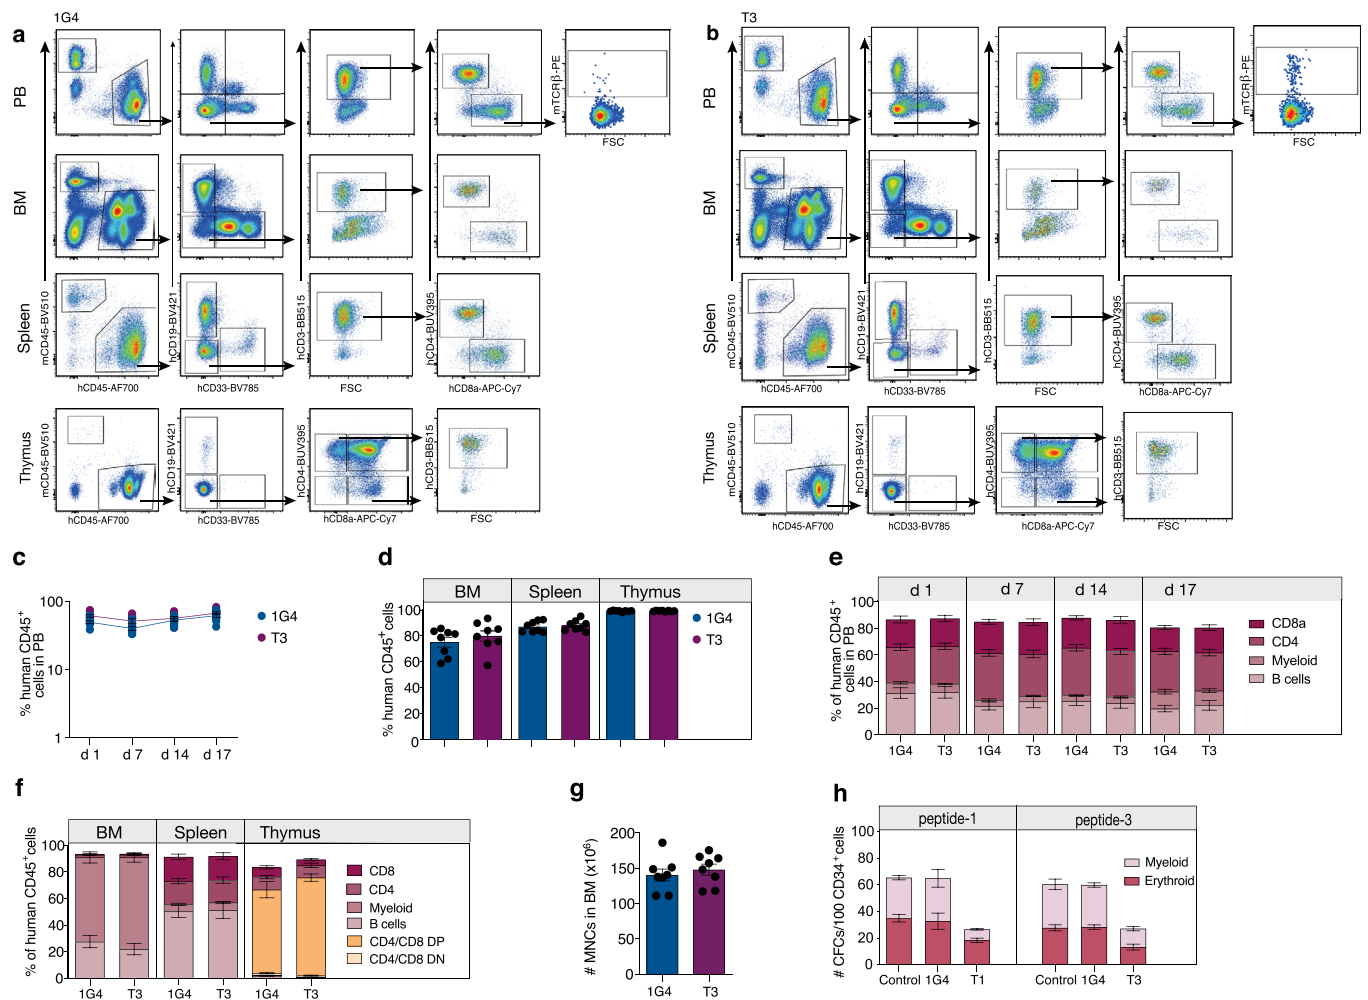 1G4
a
PB
mTCRβ-PE
FSC
BM
Spleen
mCD45-BV510
hCD19-BV421
hCD3-BB515
hCD4-BUV395
hCD45-AF700
hCD33-BV785
FSC
hCD8a-APC-Cy7
Thymus
mCD45-BV510
hCD19-BV421
hCD4-BUV395
hCD3-BB515
hCD45-AF700
hCD33-BV785
hCD8a-APC-Cy7
FSC
T3
b
PB
mTCRβ-PE
FSC
BM
Spleen
mCD45-BV510
hCD19-BV421
hCD3-BB515
hCD4-BUV395
hCD45-AF700
hCD33-BV785
FSC
hCD8a-APC-Cy7
Thymus
mCD45-BV510
hCD19-BV421
hCD4-BUV395
hCD3-BB515
hCD45-AF700
hCD33-BV785
hCD8a-APC-Cy7
FSC
c
% human CD45+
cells in PB
100
10
1
d 1 d 7 d 14 d 17
1G4
T3
d
BM Spleen Thymus
% human CD45+cells
100
80
60
40
20
0
1G4
T3
e
d 1 d 7 d 14 d 17
% of human CD45+
cells in PB
100
80
60
40
20
0
1G4 T3 1G4 T3 1G4 T3 1G4 T3
CD8a
CD4
Myeloid
B cells
f
BM Spleen Thymus
% of human CD45+cells
100
80
60
40
20
0
1G4 T3 1G4 T3 1G4 T3
CD8
CD4
Myeloid
B cells
CD4/CD8 DP
CD4/CD8 DN
g
# MNCs in BM (x10⁶)
200
150
100
50
0
1G4 T3
h
peptide-1 peptide-3
# CFCs/100 CD34+cells
100
80
60
40
20
0
Control 1G4 T1 Control 1G4 T3
Myeloid
Erythroid